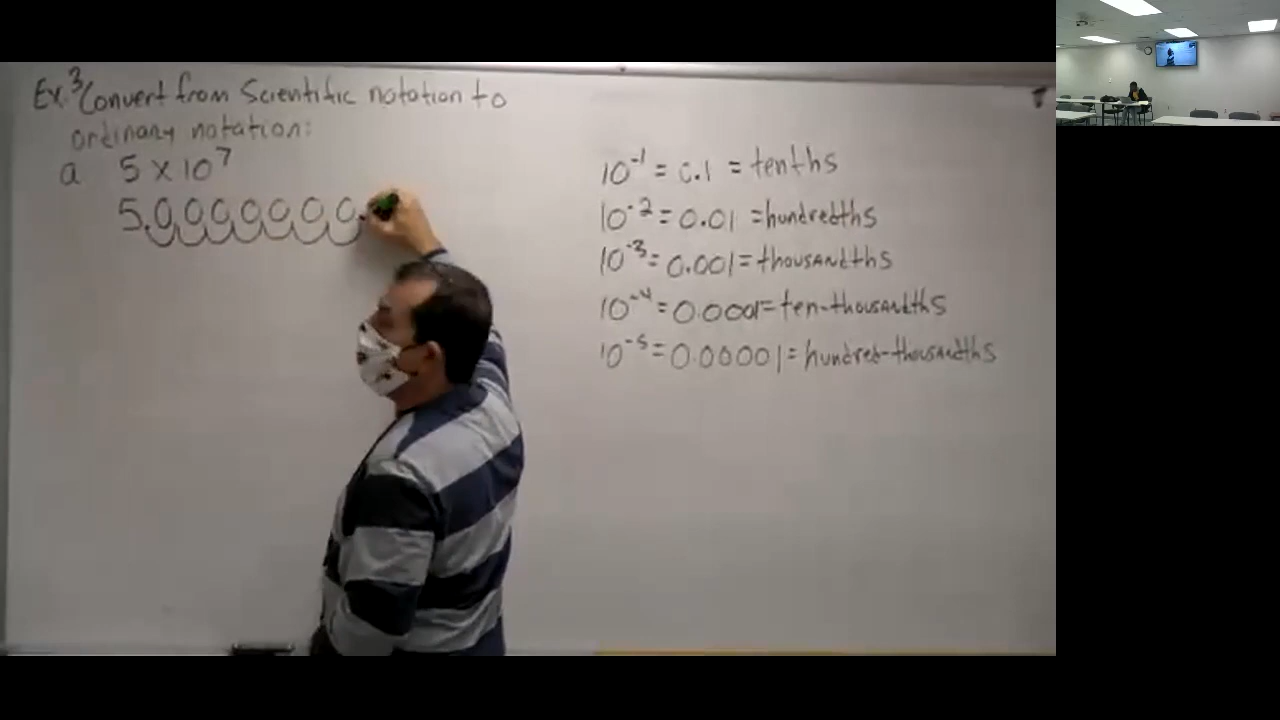 Ex. 3 Convert from Scientific notation to
ordinary notation:
a 5 x 10⁷
5.0000000.
10⁻¹ = 0.1 = tenths
10⁻² = 0.01 = hundredths
10⁻³ = 0.001 = thousandths
10⁻⁴ = 0.0001 = ten-thousandths
10⁻⁵ = 0.00001 = hundred-thousandths